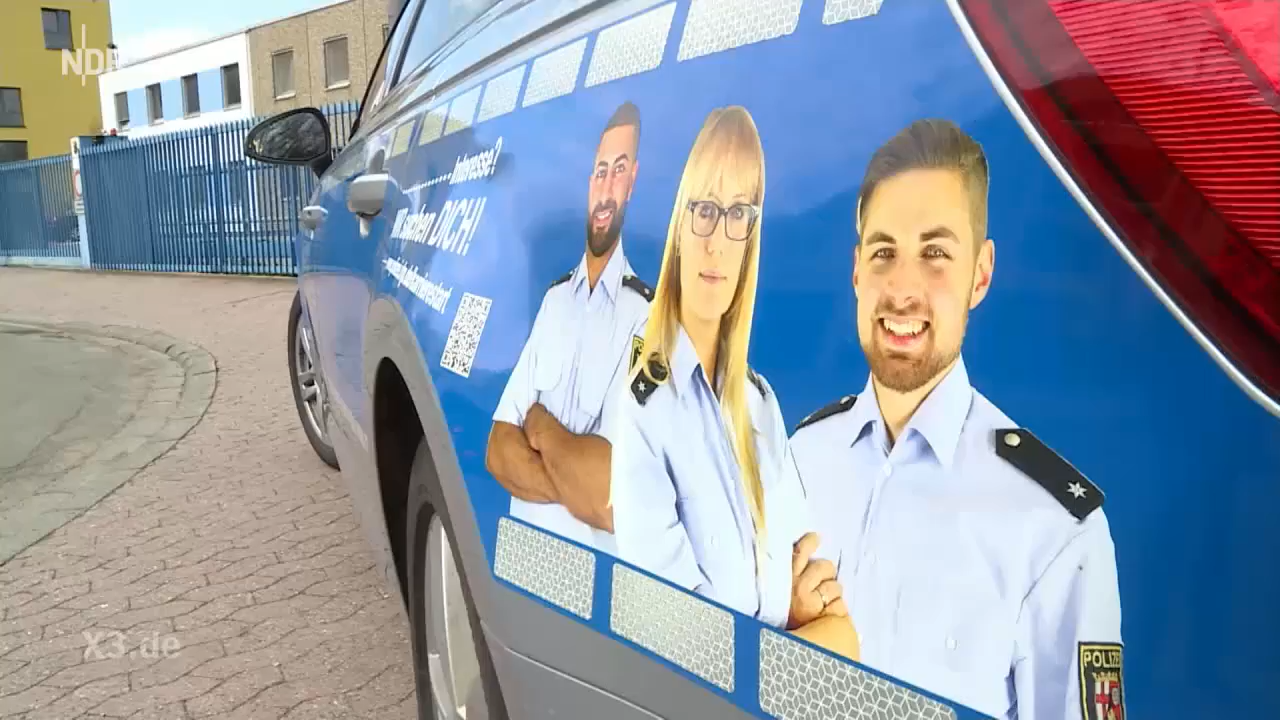 NDR
Interesse?
Wir suchen DICH!
X3.de
POLIZEI